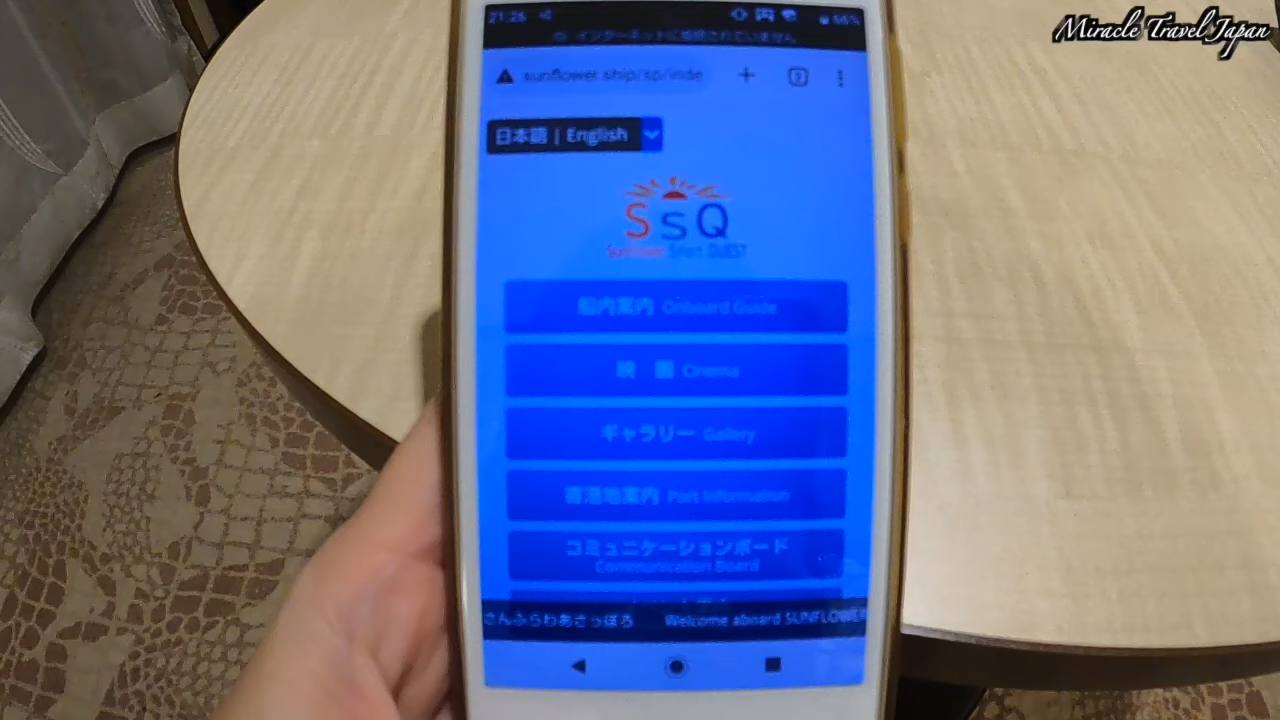 Miracle Travel Japan
21:26
56%
インターネットに接続されていません
sunflower.ship/sp/inde
日本語 | English
SsQ
Sunflower Smart QUEST
船内案内 Onboard Guide
映 画 Cinema
ギャラリー Gallery
寄港地案内 Port Information
コミュニケーションボード
Communication Board
さんふらわあさっぽろ Welcome aboard SUNFLOWER